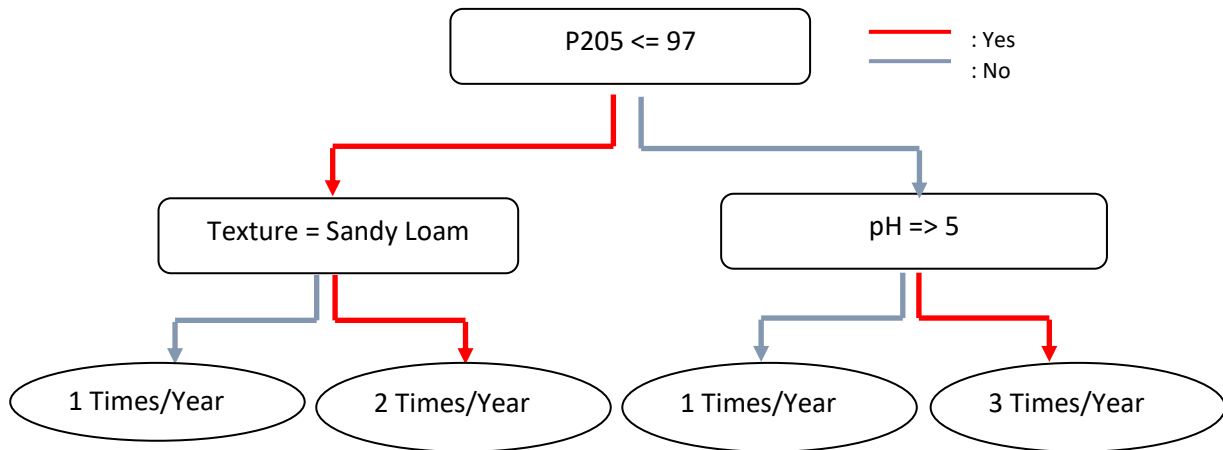 P205 <= 97
: Yes
: No
Texture = Sandy Loam
pH => 5
1 Times/Year
2 Times/Year
1 Times/Year
3 Times/Year